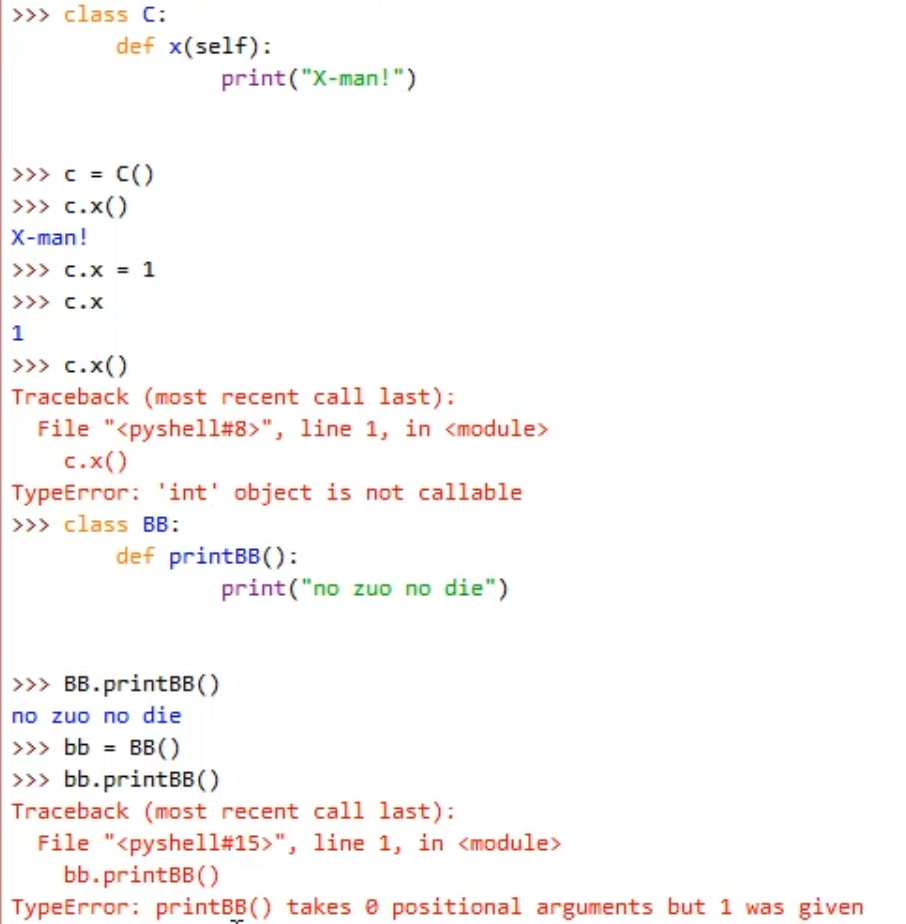 >>> class C:
        def x(self):
                print("X-man!")
>>> c = C()
>>> c.x()
X-man!
>>> c.x = 1
>>> c.x
1
>>> c.x()
Traceback (most recent call last):
  File "<pyshell#8>", line 1, in <module>
    c.x()
TypeError: 'int' object is not callable
>>> class BB:
        def printBB():
                print("no zuo no die")
>>> BB.printBB()
no zuo no die
>>> bb = BB()
>>> bb.printBB()
Traceback (most recent call last):
  File "<pyshell#15>", line 1, in <module>
    bb.printBB()
TypeError: printBB() takes 0 positional arguments but 1 was given